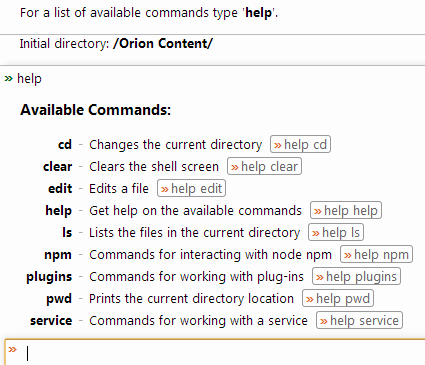 For a list of available commands type 'help'.
Initial directory: /Orion Content/
» help
Available Commands:
cd - Changes the current directory » help cd
clear - Clears the shell screen » help clear
edit - Edits a file » help edit
help - Get help on the available commands » help help
ls - Lists the files in the current directory » help ls
npm - Commands for interacting with node npm » help npm
plugins - Commands for working with plug-ins » help plugins
pwd - Prints the current directory location » help pwd
service - Commands for working with a service » help service
»